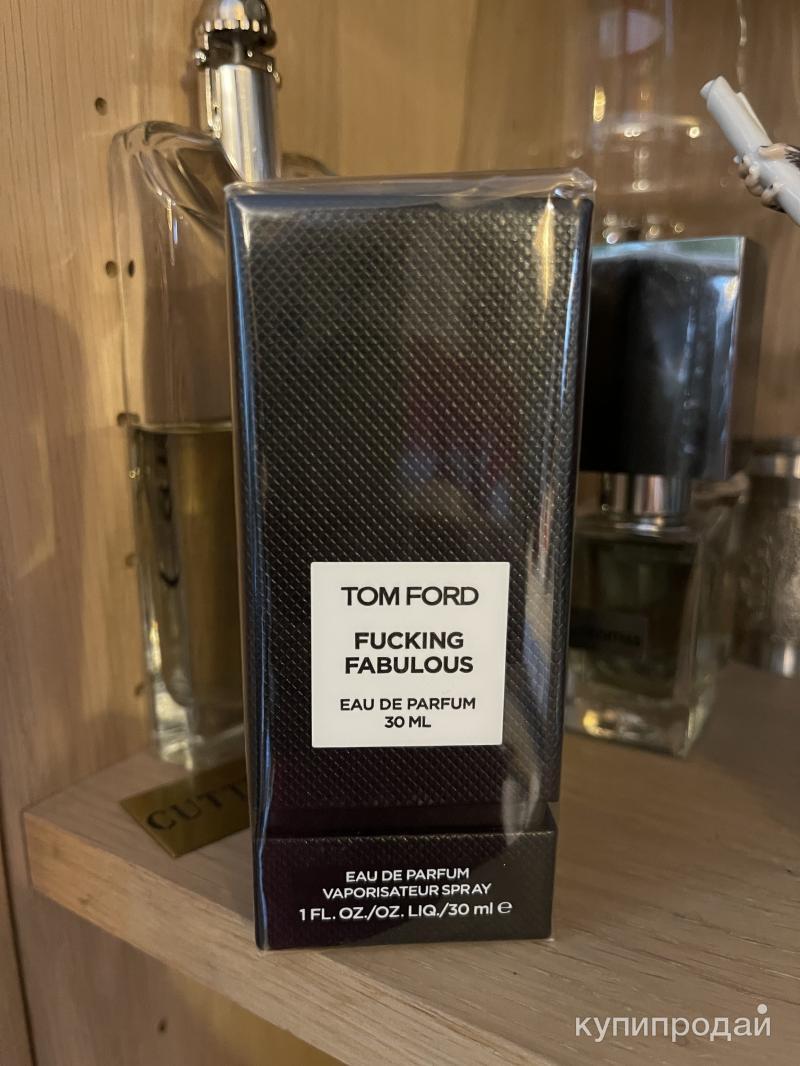 TOM FORD
FUCKING
FABULOUS
EAU DE PARFUM
30 ML
CUTT
EAU DE PARFUM
VAPORISATEUR SPRAY
1 FL. OZ./OZ. LIQ./30 ml ℮
купипродай